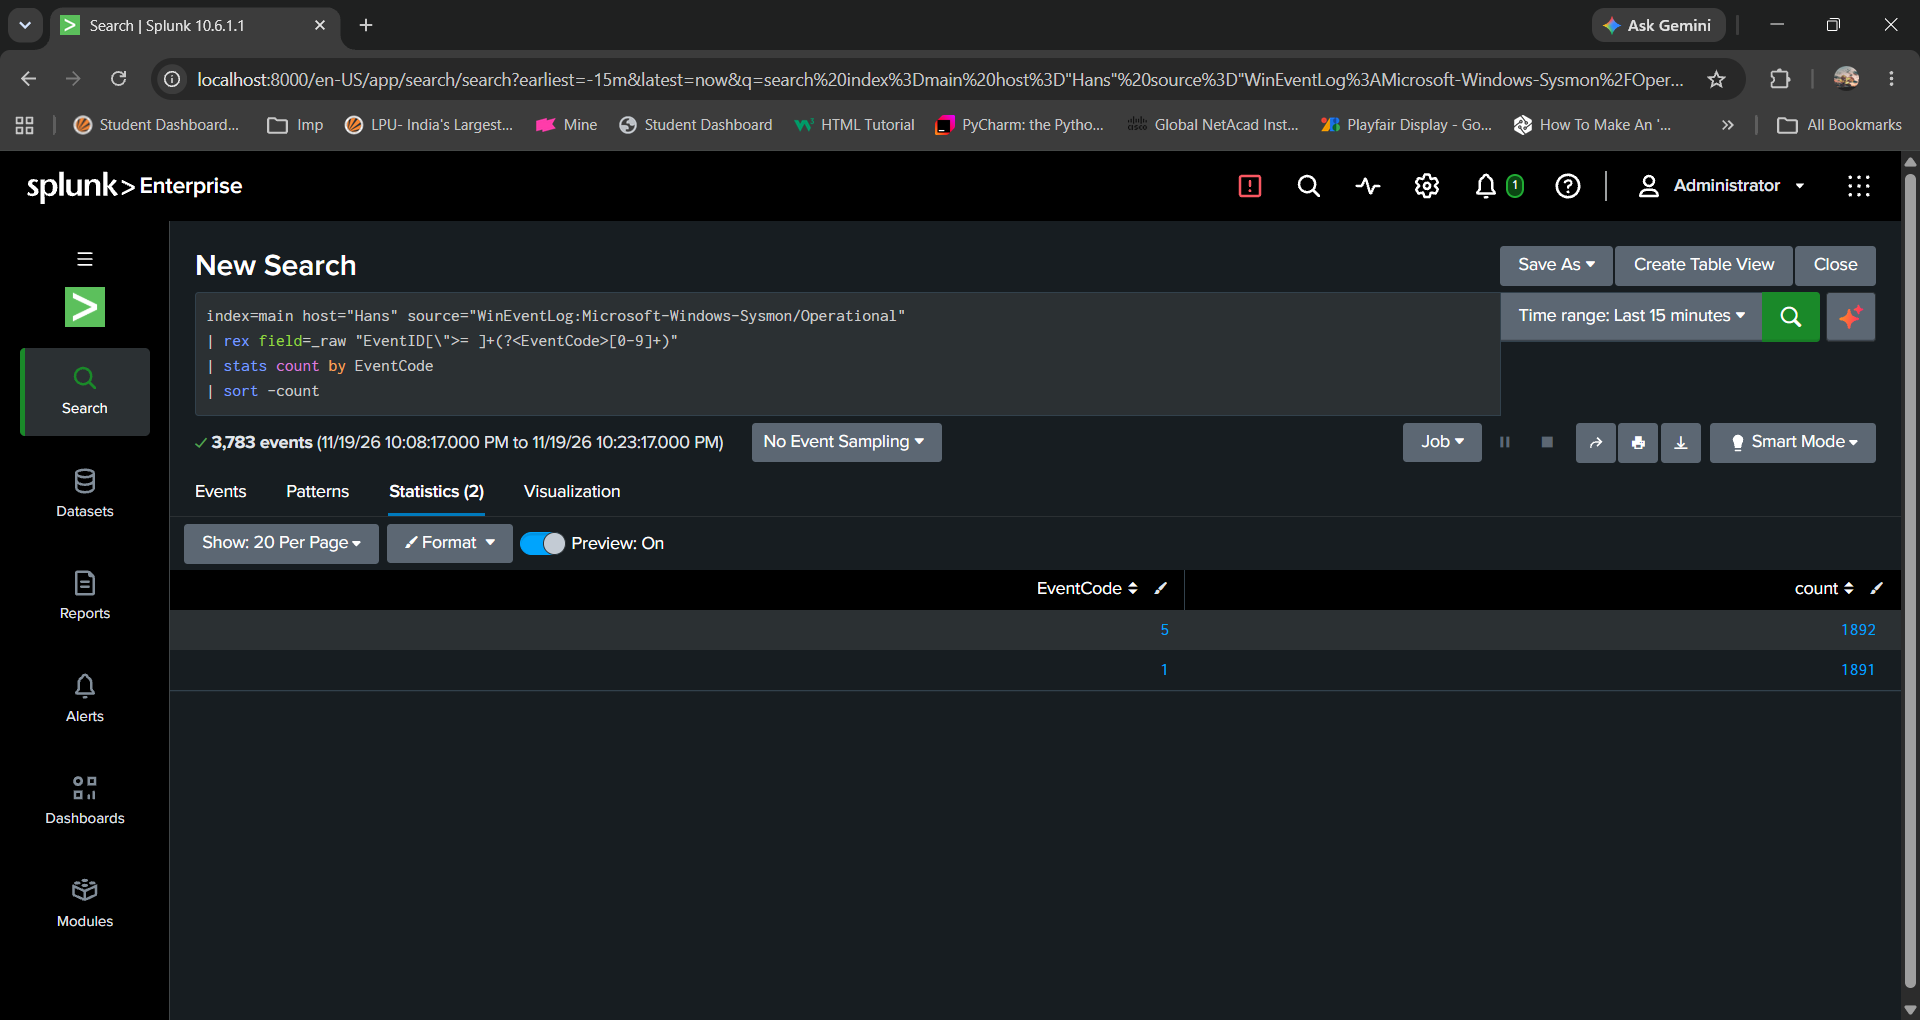 Search | Splunk 10.6.1.1
Ask Gemini
localhost:8000/en-US/app/search/search?earliest=-15m&latest=now&q=search%20index%3Dmain%20host%3D"Hans"%20source%3D"WinEventLog%3AMicrosoft-Windows-Sysmon%2FOper...
Student Dashboard...
Imp
LPU- India's Largest...
Mine
Student Dashboard
HTML Tutorial
PyCharm: the Pytho...
Global NetAcad Inst...
Playfair Display - Go...
How To Make An '...
All Bookmarks
splunk>Enterprise
1
Administrator
New Search
Save As
Create Table View
Close
index=main host="Hans" source="WinEventLog:Microsoft-Windows-Sysmon/Operational"
| rex field=_raw "EventID[\">= ]+(?<EventCode>[0-9]+)"
| stats count by EventCode
| sort -count
Time range: Last 15 minutes
Search
3,783 events (11/19/26 10:08:17.000 PM to 11/19/26 10:23:17.000 PM)
No Event Sampling
Job
Smart Mode
Events
Patterns
Statistics (2)
Visualization
Datasets
Show: 20 Per Page
Format
Preview: On
EventCode
count
Reports
5
1892
1
1891
Alerts
Dashboards
Modules